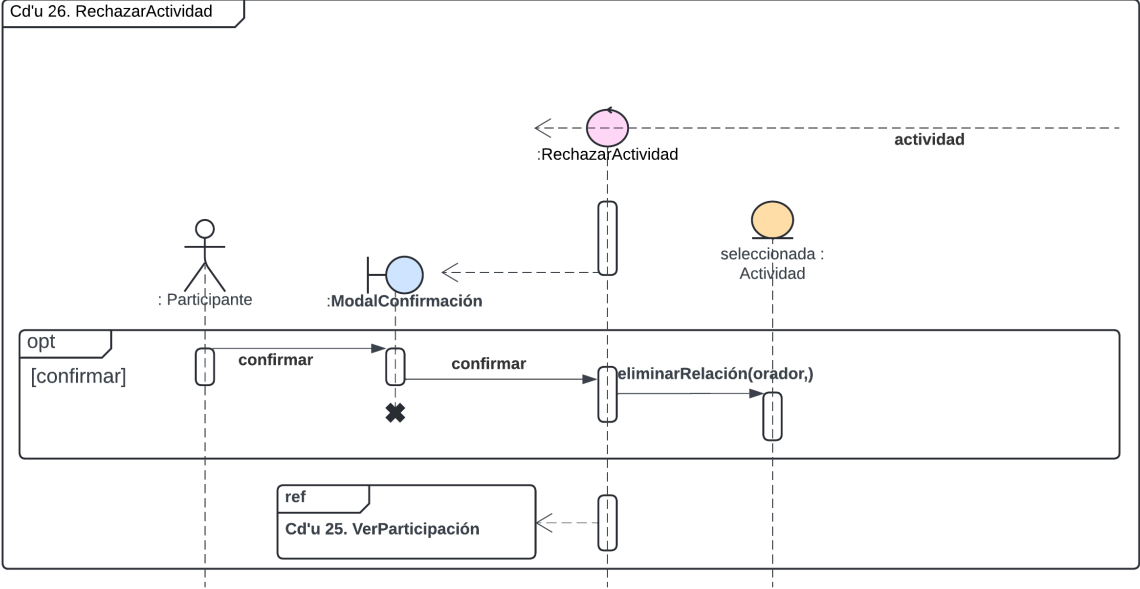 Cd'u 26. RechazarActividad
actividad
:RechazarActividad
seleccionada :
Actividad
: Participante
:ModalConfirmación
opt
[confirmar]
confirmar
confirmar
eliminarRelación(orador,)
ref
Cd'u 25. VerParticipación